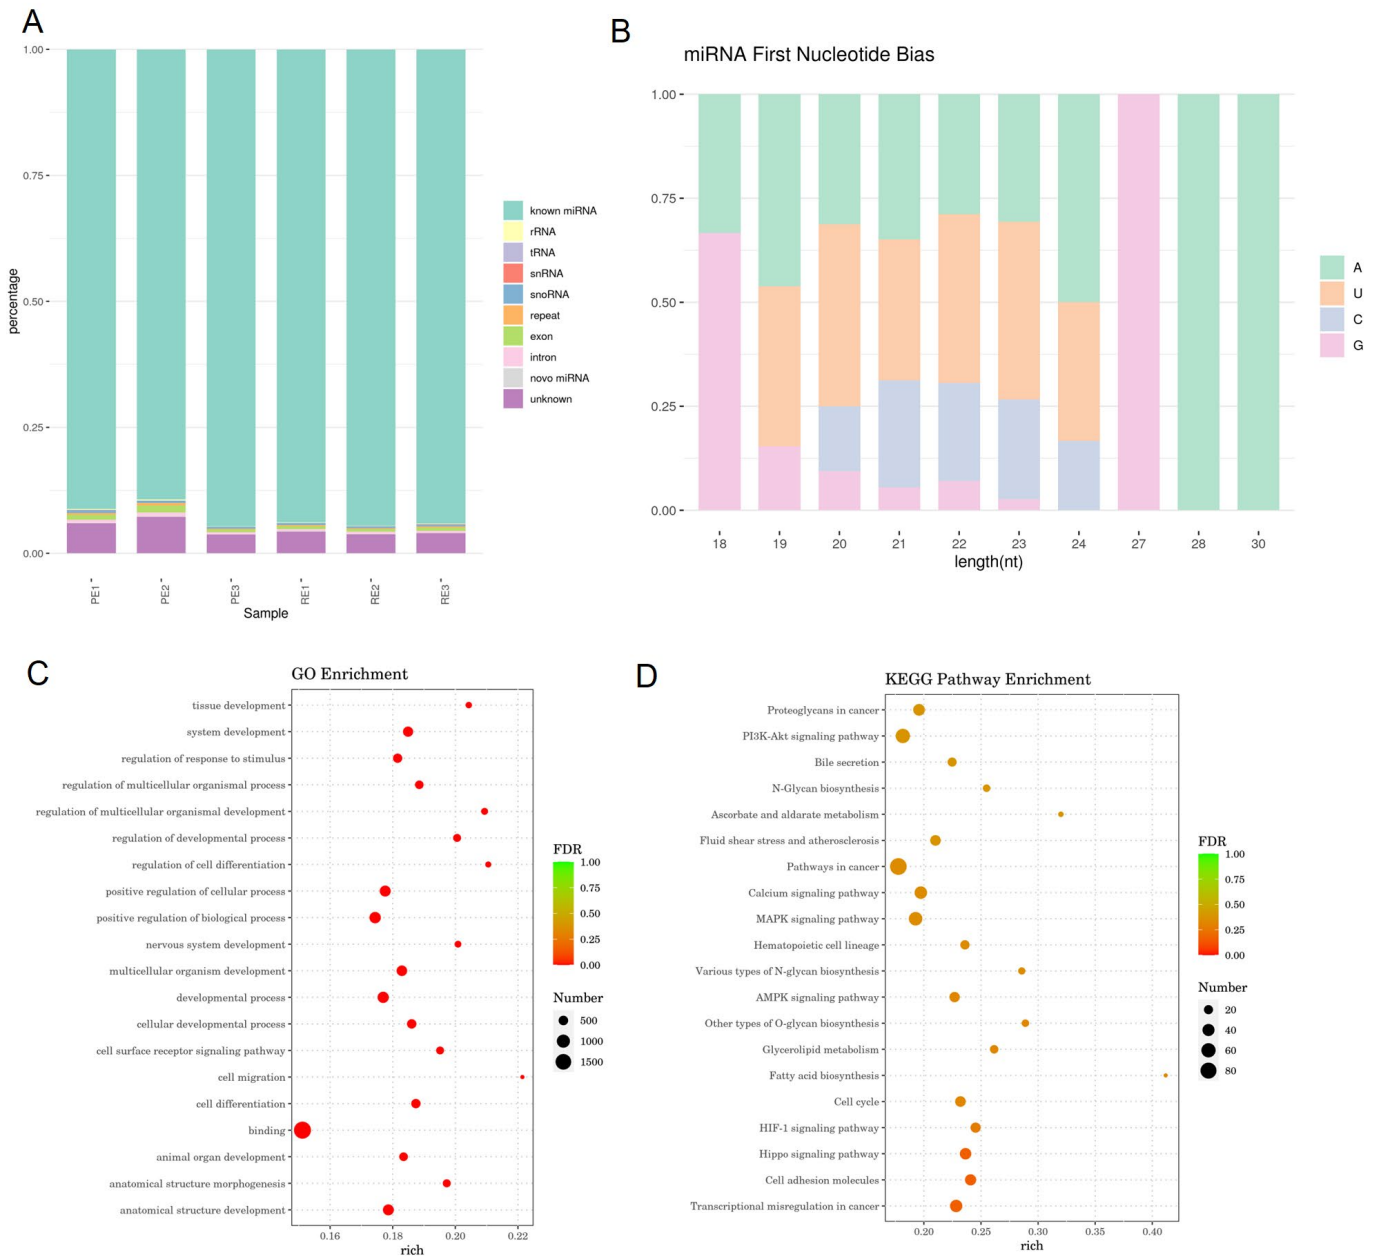 A
1.00
0.75
0.50
0.25
0.00
percentage
PE1
PE2
PE3
RE1
RE2
RE3
Sample
known miRNA
rRNA
tRNA
snRNA
snoRNA
repeat
exon
intron
novo miRNA
unknown
B
miRNA First Nucleotide Bias
1.00
0.75
0.50
0.25
0.00
18 19 20 21 22 23 24 27 28 30
length(nt)
A
U
C
G
C
GO Enrichment
tissue development
system development
regulation of response to stimulus
regulation of multicellular organismal process
regulation of multicellular organismal development
regulation of developmental process
regulation of cell differentiation
positive regulation of cellular process
positive regulation of biological process
nervous system development
multicellular organism development
developmental process
cellular developmental process
cell surface receptor signaling pathway
cell migration
cell differentiation
binding
animal organ development
anatomical structure morphogenesis
anatomical structure development
0.16 0.18 0.20 0.22
rich
FDR
1.00
0.75
0.50
0.25
0.00
Number
500
1000
1500
D
KEGG Pathway Enrichment
Proteoglycans in cancer
PI3K-Akt signaling pathway
Bile secretion
N-Glycan biosynthesis
Ascorbate and aldarate metabolism
Fluid shear stress and atherosclerosis
Pathways in cancer
Calcium signaling pathway
MAPK signaling pathway
Hematopoietic cell lineage
Various types of N-glycan biosynthesis
AMPK signaling pathway
Other types of O-glycan biosynthesis
Glycerolipid metabolism
Fatty acid biosynthesis
Cell cycle
HIF-1 signaling pathway
Hippo signaling pathway
Cell adhesion molecules
Transcriptional misregulation in cancer
0.20 0.25 0.30 0.35 0.40
rich
FDR
1.00
0.75
0.50
0.25
0.00
Number
20
40
60
80